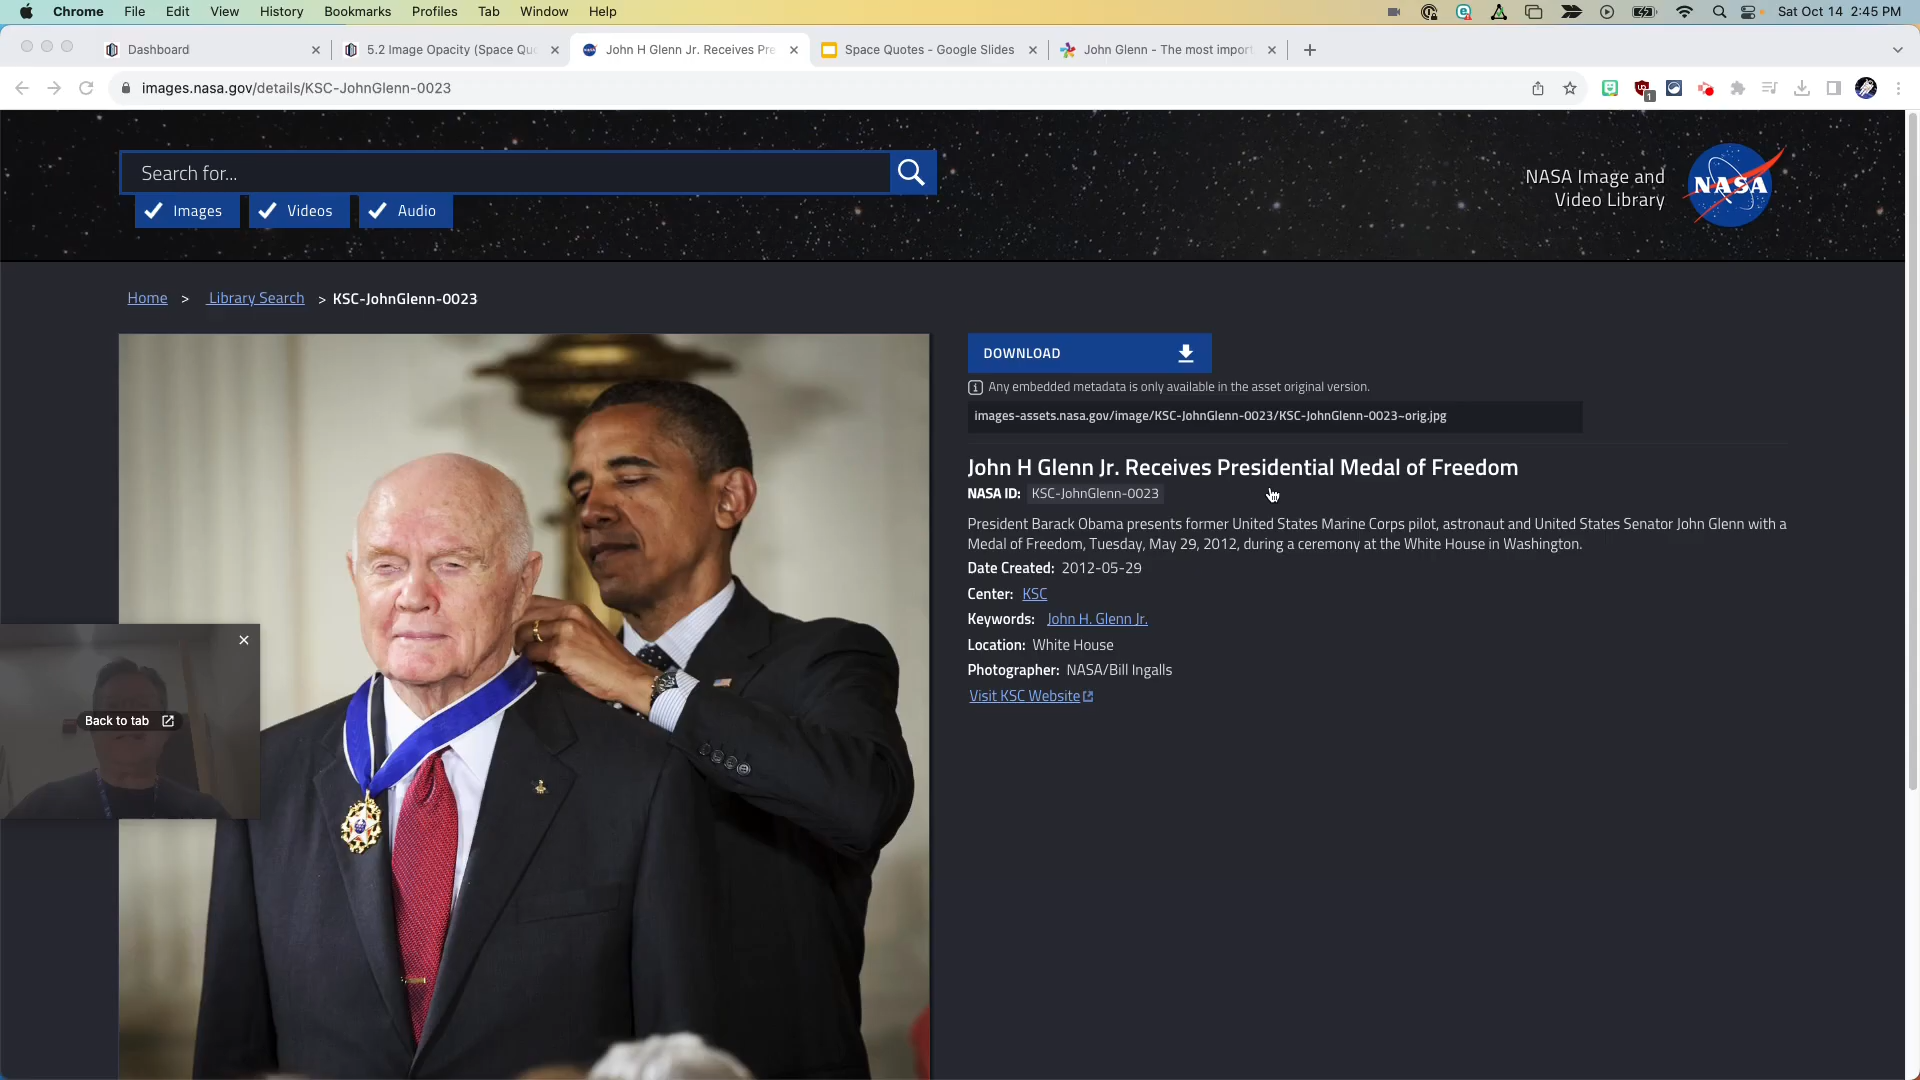 Chrome File Edit View History Bookmarks Profiles Tab Window Help Sat Oct 14 2:45 PM
Dashboard 5.2 Image Opacity (Space Qu John H Glenn Jr. Receives Pre Space Quotes - Google Slides John Glenn - The most import
images.nasa.gov/details/KSC-JohnGlenn-0023 1
Search for...
Images Videos Audio
NASA Image and
Video Library
NASA
Home > Library Search > KSC-JohnGlenn-0023
DOWNLOAD
Any embedded metadata is only available in the asset original version.
images-assets.nasa.gov/image/KSC-JohnGlenn-0023/KSC-JohnGlenn-0023~orig.jpg
John H Glenn Jr. Receives Presidential Medal of Freedom
NASA ID: KSC-JohnGlenn-0023
President Barack Obama presents former United States Marine Corps pilot, astronaut and United States Senator John Glenn with a
Medal of Freedom, Tuesday, May 29, 2012, during a ceremony at the White House in Washington.
Date Created: 2012-05-29
Center: KSC
Keywords: John H. Glenn Jr.
Location: White House
Photographer: NASA/Bill Ingalls
Visit KSC Website
Back to tab